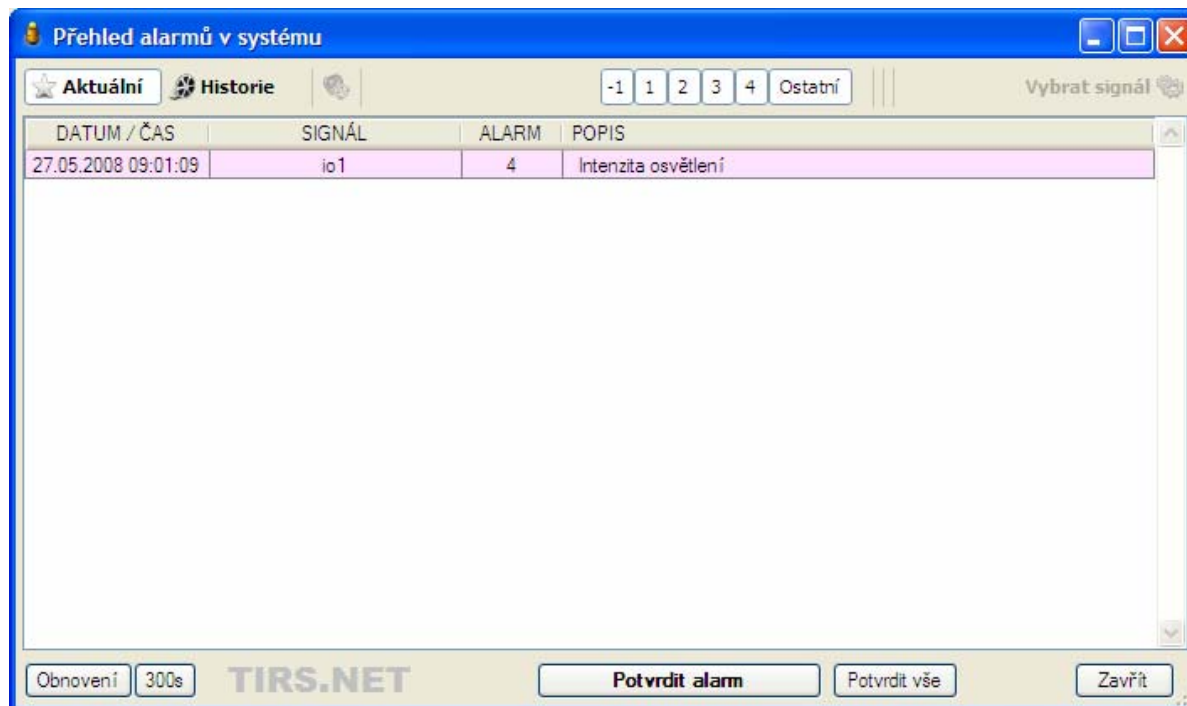 Přehled alarmů v systému
Aktuální Historie -1 1 2 3 4 Ostatní Vybrat signál
DATUM / ČAS SIGNÁL ALARM POPIS
27.05.2008 09:01:09 io1 4 Intenzita osvětlení
Obnovení 300s TIRS.NET Potvrdit alarm Potvrdit vše Zavřít